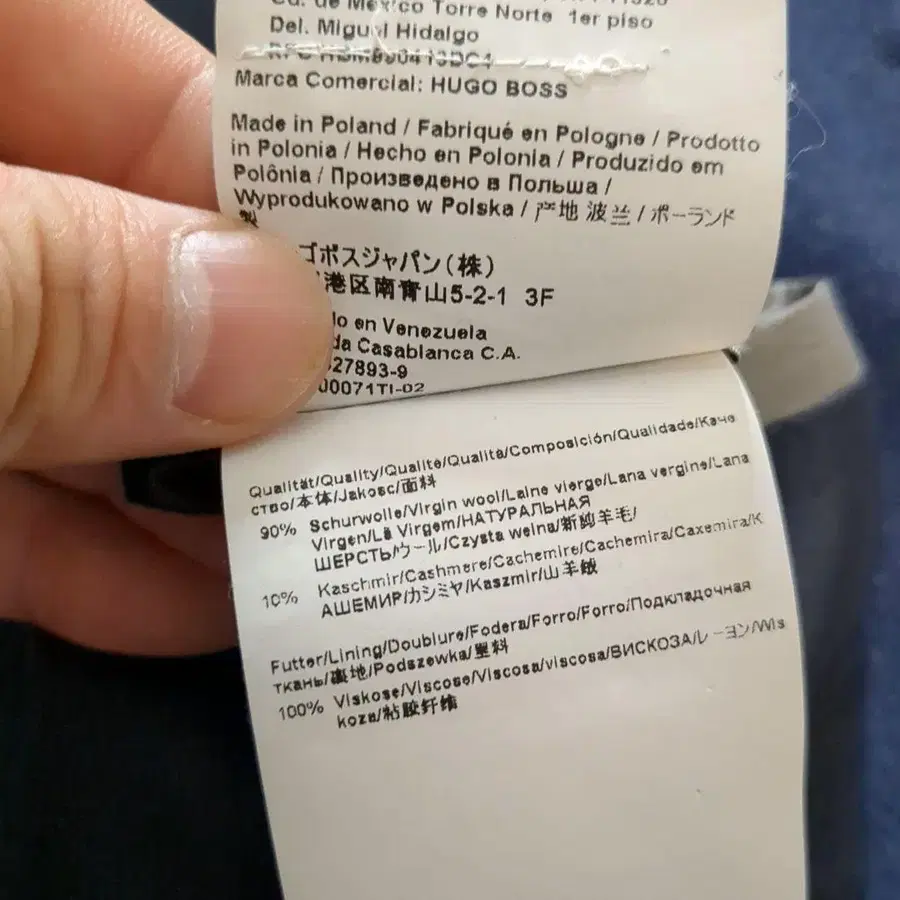 Cd. de México Torre Norte 1er piso
Del. Miguel Hidalgo
Marca Comercial: HUGO BOSS
Made in Poland / Fabriqué en Pologne / Prodotto
in Polonia / Hecho en Polonia / Produzido em
Polônia / Произведено в Польша /
Wyprodukowano w Polska / 产地 波兰 / ポーランド
製
ゴボスジャパン(株)
港区南青山5-2-1 3F
en Venezuela
Casablanca C.A.
27893-9
00071TI-02
Qualität/Quality/Qualité/Qualità/Composición/Qualidade/Каче
ство/本体/Jakosc/面料
90% Schurwolle/Virgin wool/Laine vierge/Lana vergine/Lana
Virgen/Lã Virgem/НАТУРАЛЬНАЯ
ШЕРСТЬ/ウール/Czysta welna/新純羊毛/
10% Kaschmir/Cashmere/Cachemire/Cachemira/Caxemira/К
АШЕМИР/カシミヤ/Kaszmir/山羊絨
Futter/Lining/Doublure/Fodera/Forro/Forro/Подкладочная
ткань/裏地/Podszewka/里料
100% Viskose/Viscose/Viscosa/viscosa/ВИСКОЗА/レーヨン/Wis
koza/粘胶纤维